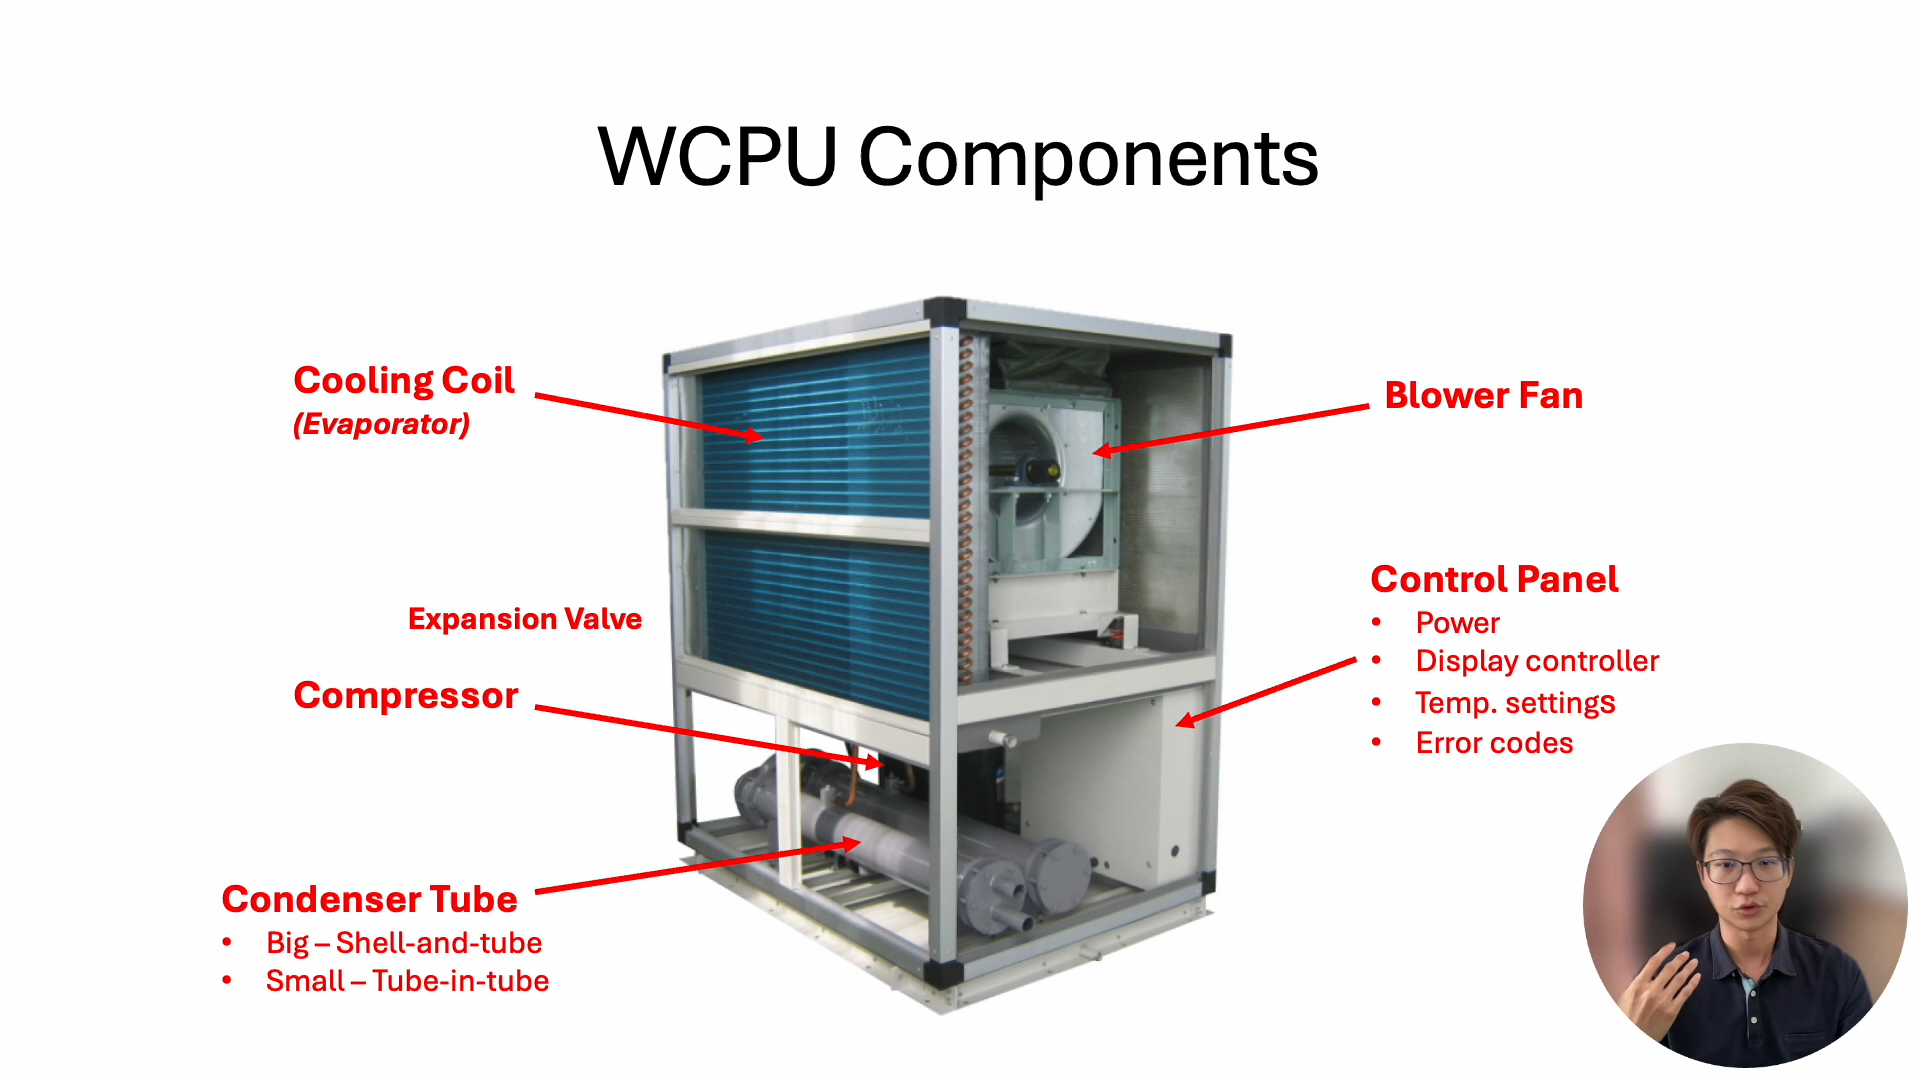 WCPU Components
Cooling Coil
(Evaporator)
Expansion Valve
Compressor
Condenser Tube
• Big – Shell-and-tube
• Small – Tube-in-tube
Blower Fan
Control Panel
• Power
• Display controller
• Temp. settings
• Error codes